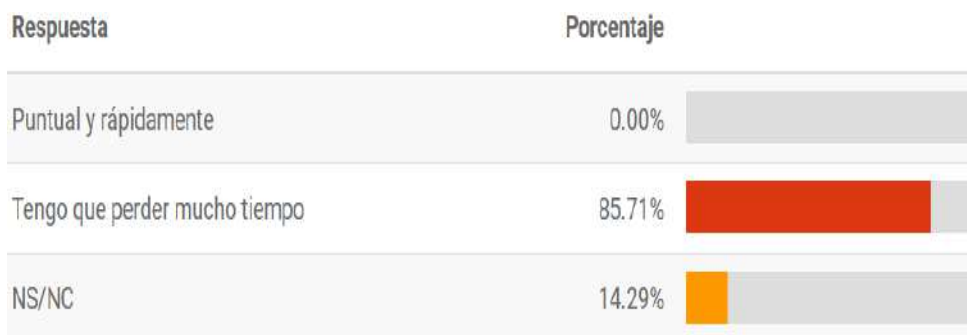 Respuesta Porcentaje
Puntual y rápidamente 0.00%
Tengo que perder mucho tiempo 85.71%
NS/NC 14.29%